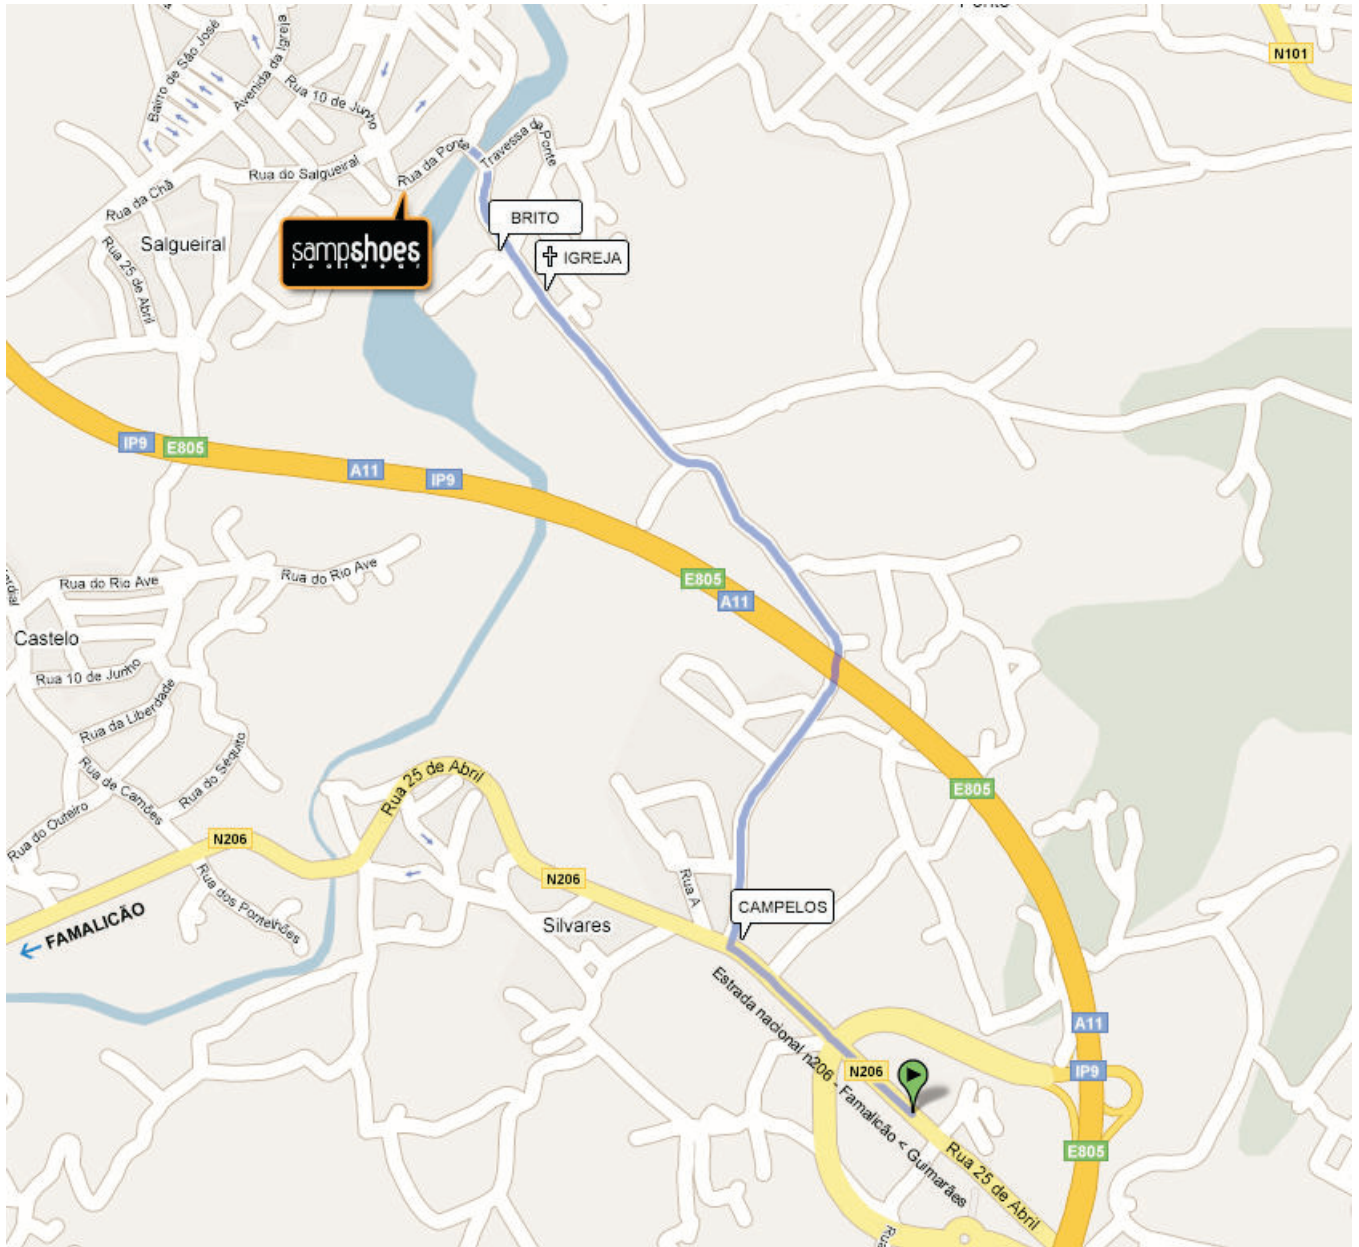 Ponte
N101
Bairro de São José
Avenida da Igreja
Rua 10 de Junho
Rua da Ponte
Travessa da Ponte
Rua do Salgueiral
Rua da Chã
BRITO
IGREJA
Salgueiral
sampshoes
footwear
Rua 25 de Abril
IP9
E805
A11
IP9
E805
A11
Rua do Rio Ave
Rua do Rio Ave
Castelo
Rua 10 de Junho
Rua da Liberdade
Rua do Séquito
Rua de Camões
Rua 25 de Abril
E805
Rua do Outeiro
N206
N206
Rua A
Rua dos Pontelhões
CAMPELOS
Silvares
FAMALICÃO
Estrada nacional n206 - Famalicão < Guimarães
A11
N206
IP9
E805
Rua 25 de Abril
Rua